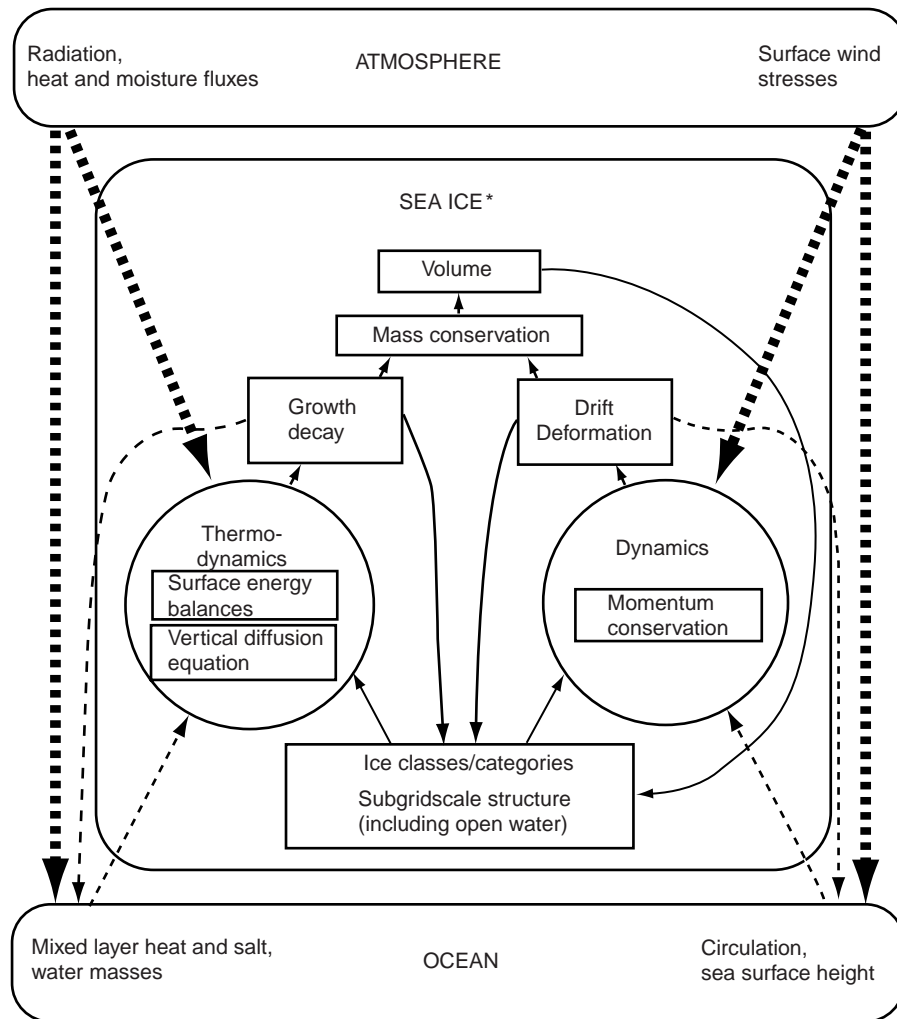 Radiation,
heat and moisture fluxes
ATMOSPHERE
Surface wind
stresses
SEA ICE*
Volume
Mass conservation
Growth
decay
Drift
Deformation
Thermo-
dynamics
Surface energy
balances
Vertical diffusion
equation
Dynamics
Momentum
conservation
Ice classes/categories
Subgridscale structure
(including open water)
Mixed layer heat and salt,
water masses
OCEAN
Circulation,
sea surface height